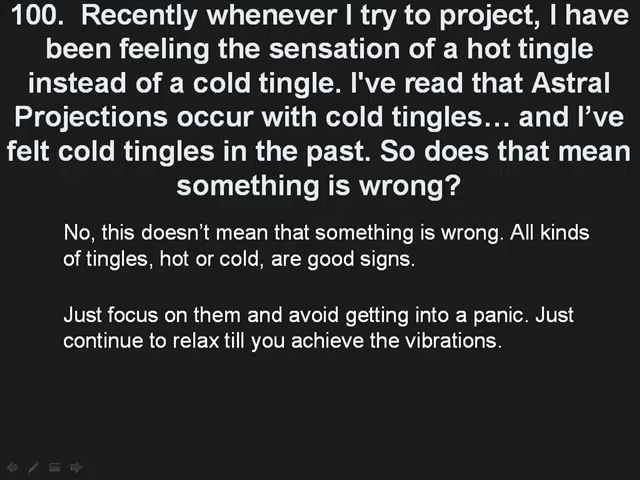 100.  Recently whenever I try to project, I have
been feeling the sensation of a hot tingle
instead of a cold tingle. I've read that Astral
Projections occur with cold tingles… and I’ve
felt cold tingles in the past. So does that mean
something is wrong?
No, this doesn’t mean that something is wrong. All kinds
of tingles, hot or cold, are good signs.
Just focus on them and avoid getting into a panic. Just
continue to relax till you achieve the vibrations.